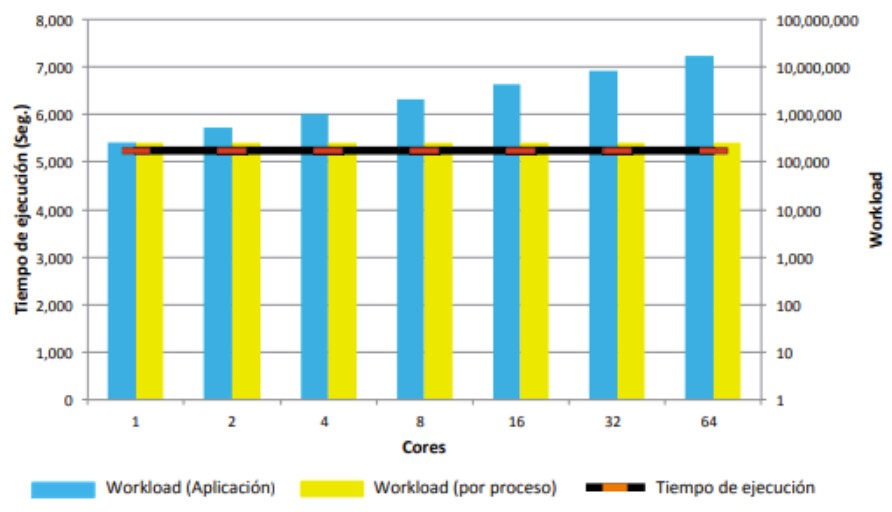 8,000 100,000,000
7,000 10,000,000
6,000 1,000,000
5,000 100,000
4,000 10,000
3,000 1,000
2,000 100
1,000 10
0 1
Tiempo de ejecución (Seg.)
Workload
1 2 4 8 16 32 64
Cores
Workload (Aplicación) Workload (por proceso) Tiempo de ejecución